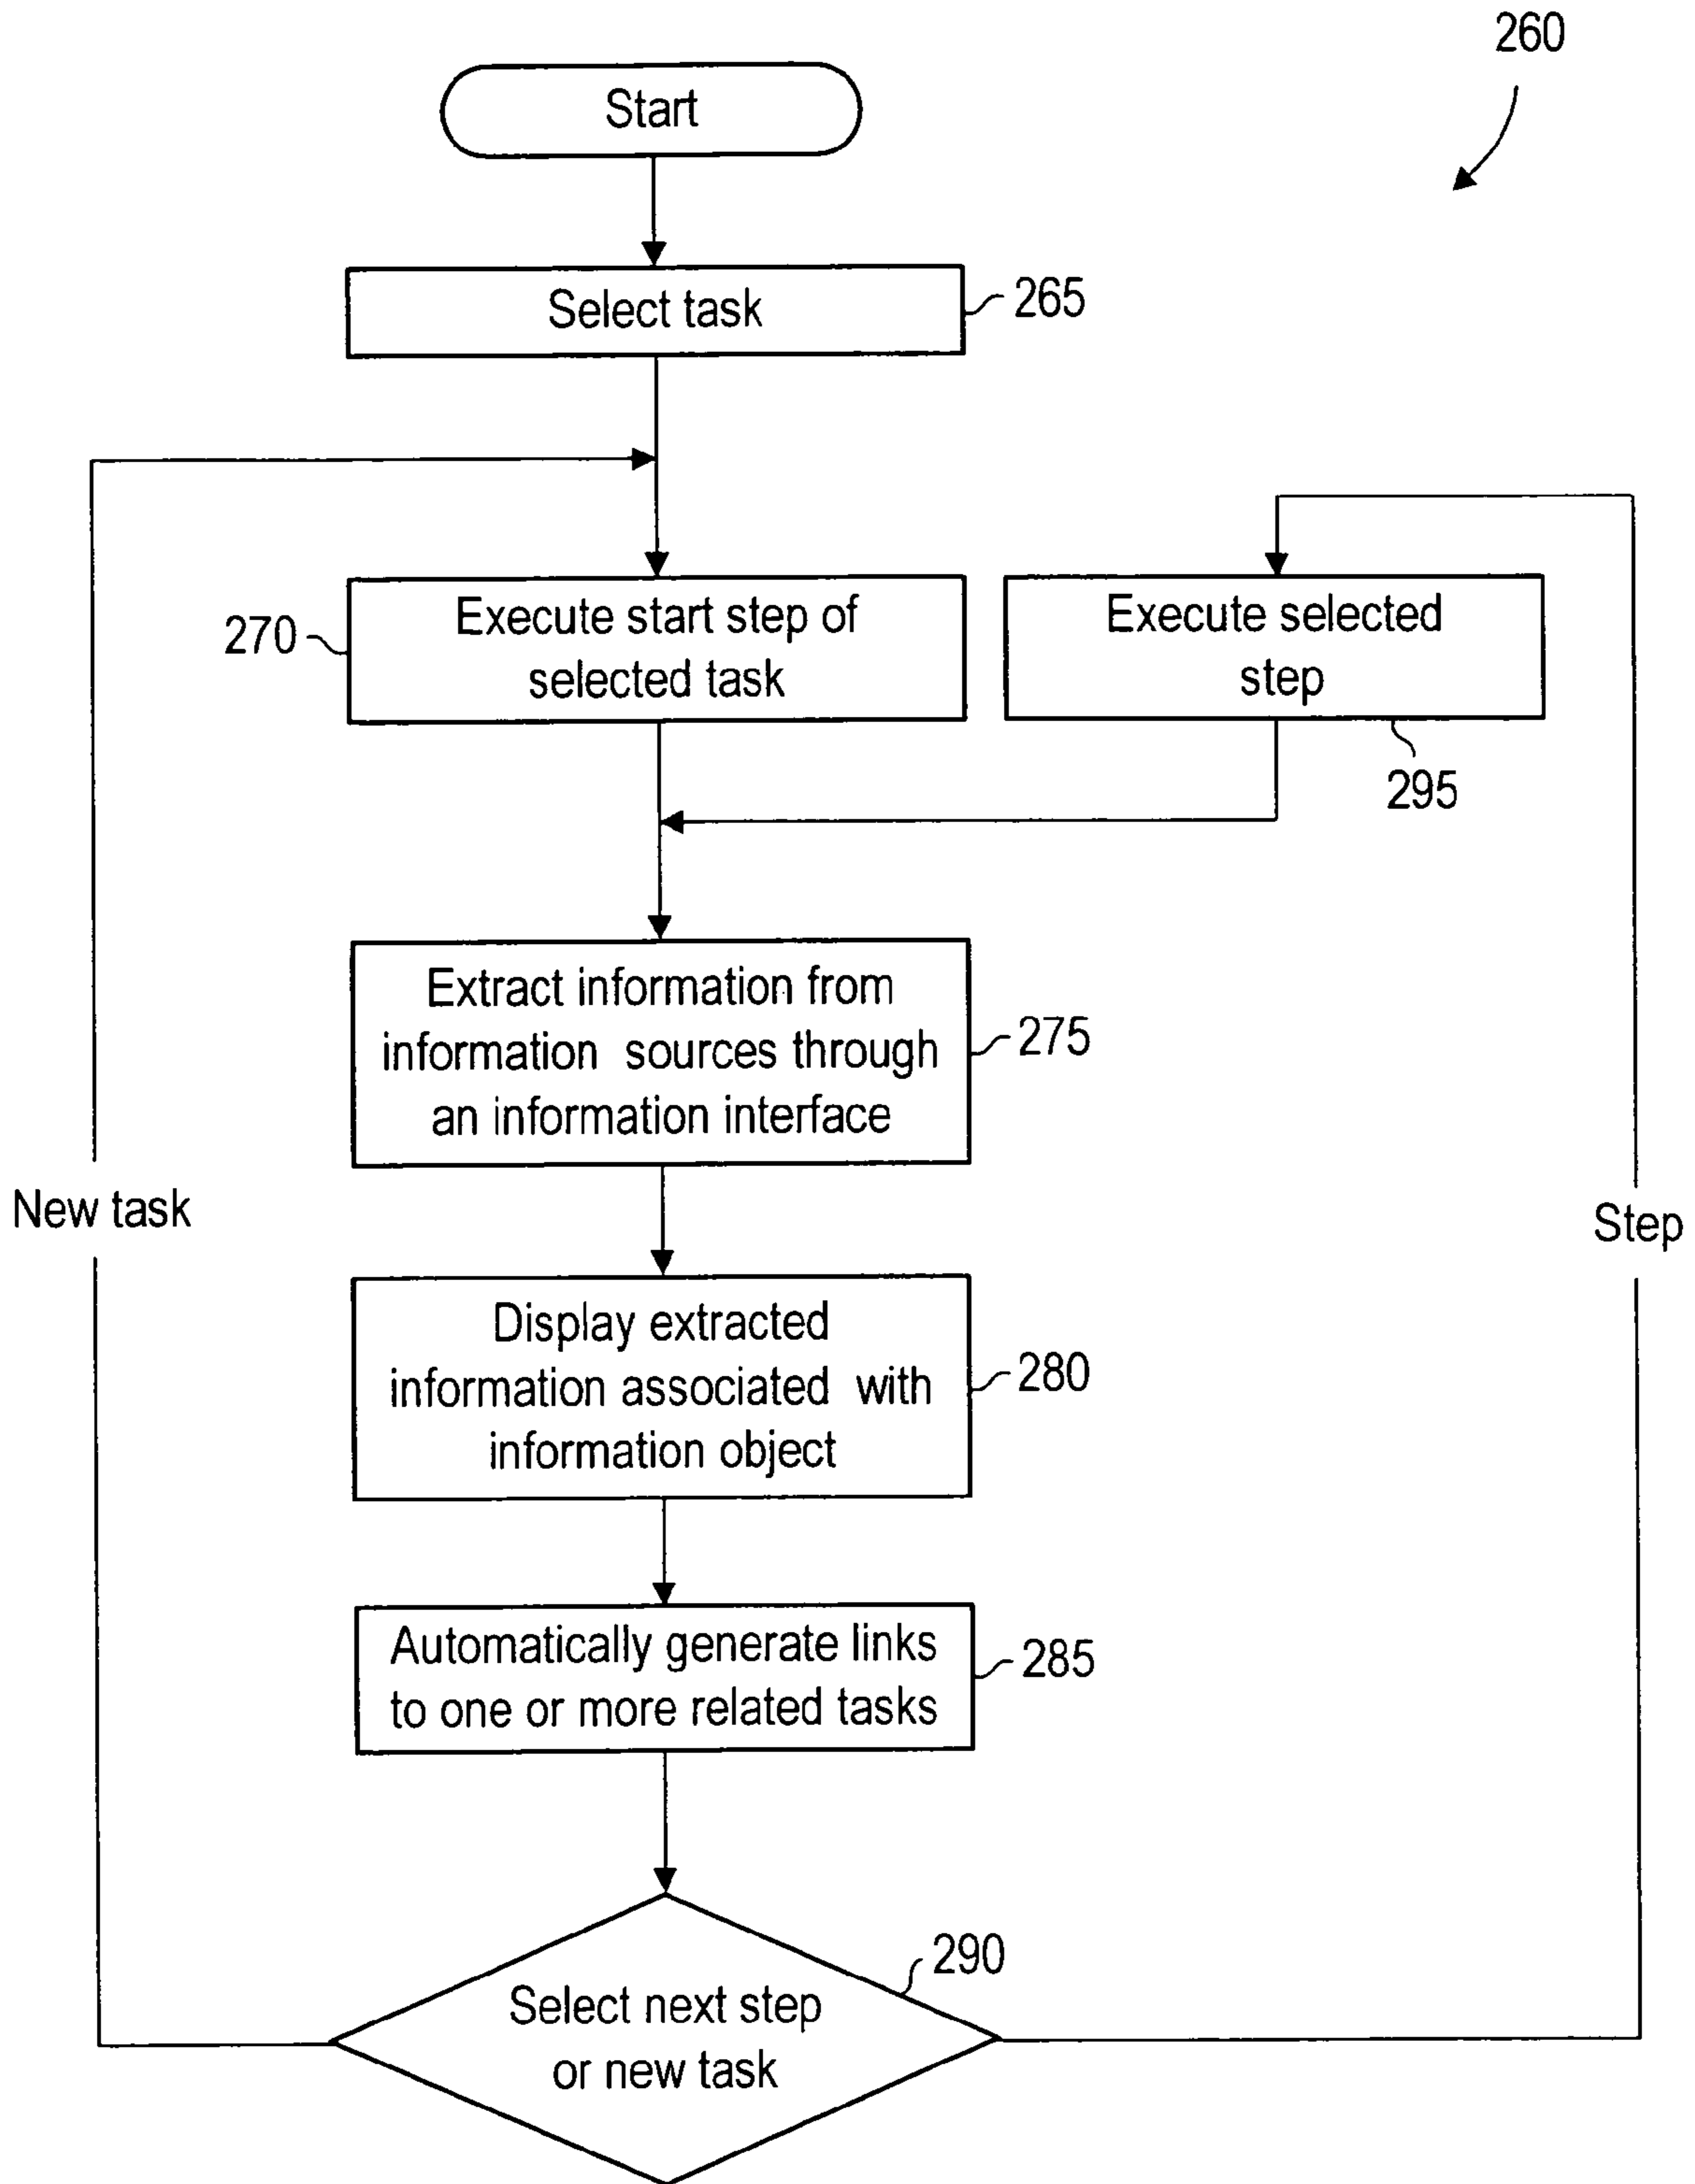 260
Start
Select task
265
270
Execute start step of
selected task
Execute selected
step
295
Extract information from
information sources through
an information interface
275
New task
Step
Display extracted
information associated with
information object
280
Automatically generate links
to one or more related tasks
285
290
Select next step
or new task